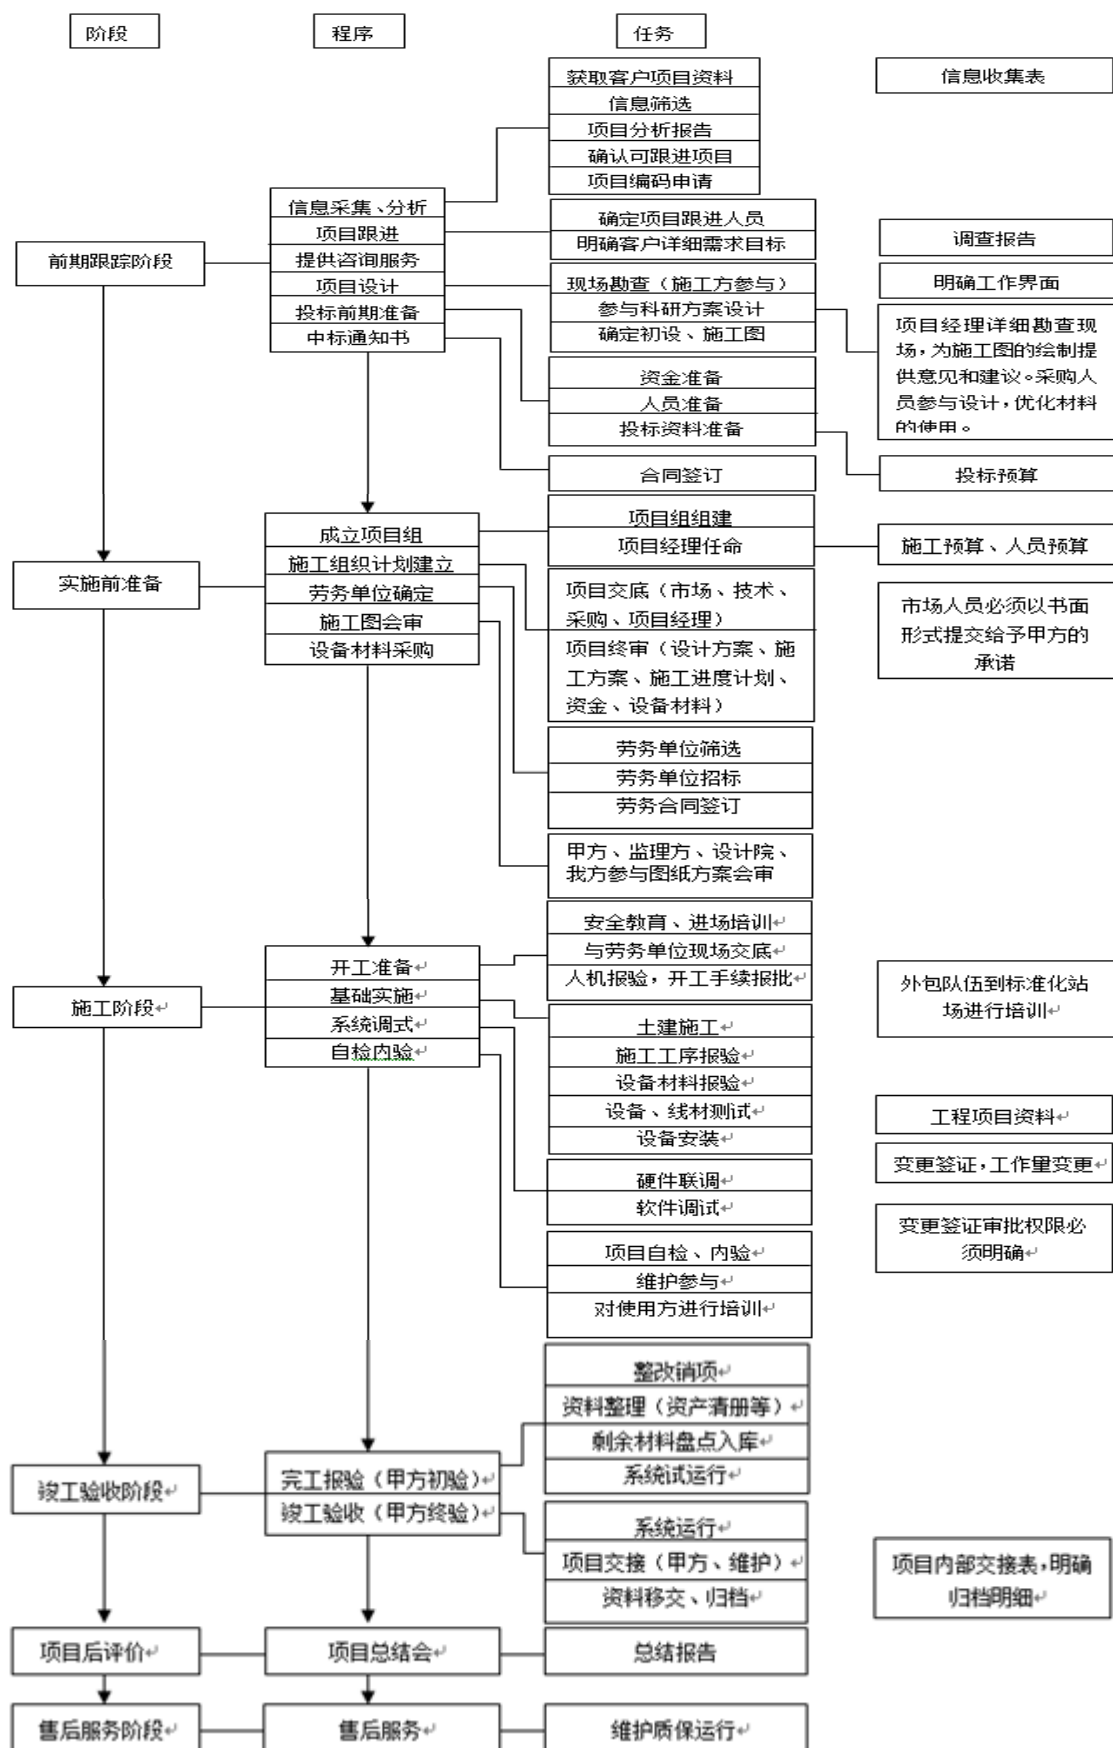 阶段
程序
任务
获取客户项目资料
信息收集表
信息筛选
项目分析报告
确认可跟进项目
项目编码申请
信息采集、分析
项目跟进
提供咨询服务
项目设计
投标前期准备
中标通知书
前期跟踪阶段
确定项目跟进人员
明确客户详细需求目标
调查报告
现场勘查（施工方参与）
参与科研方案设计
确定初设、施工图
明确工作界面
项目经理详细勘查现
场，为施工图的绘制提
供意见和建议。采购人
员参与设计，优化材料
的使用。
资金准备
人员准备
投标资料准备
合同签订
投标预算
成立项目组
施工组织计划建立
劳务单位确定
施工图会审
设备材料采购
实施前准备
项目组组建
项目经理任命
施工预算、人员预算
项目交底（市场、技术、
采购、项目经理）
项目终审（设计方案、施
工方案、施工进度计划、
资金、设备材料）
市场人员必须以书面
形式提交给予甲方的
承诺
劳务单位筛选
劳务单位招标
劳务合同签订
甲方、监理方、设计院、
我方参与图纸方案会审
安全教育、进场培训
与劳务单位现场交底
人机报验，开工手续报批
开工准备
基础实施
系统调式
自检内验
施工阶段
外包队伍到标准化站
场进行培训
土建施工
施工工序报验
设备材料报验
设备、线材测试
设备安装
工程项目资料
变更签证，工作量变更
硬件联调
软件调试
变更签证审批权限必
须明确
项目自检、内验
维护参与
对使用方进行培训
整改销项
资料整理（资产清册等）
剩余材料盘点入库
系统试运行
完工报验（甲方初验）
竣工验收（甲方终验）
竣工验收阶段
系统运行
项目交接（甲方、维护）
资料移交、归档
项目内部交接表，明确
归档明细
项目后评价
项目总结会
总结报告
售后服务阶段
售后服务
维护质保运行